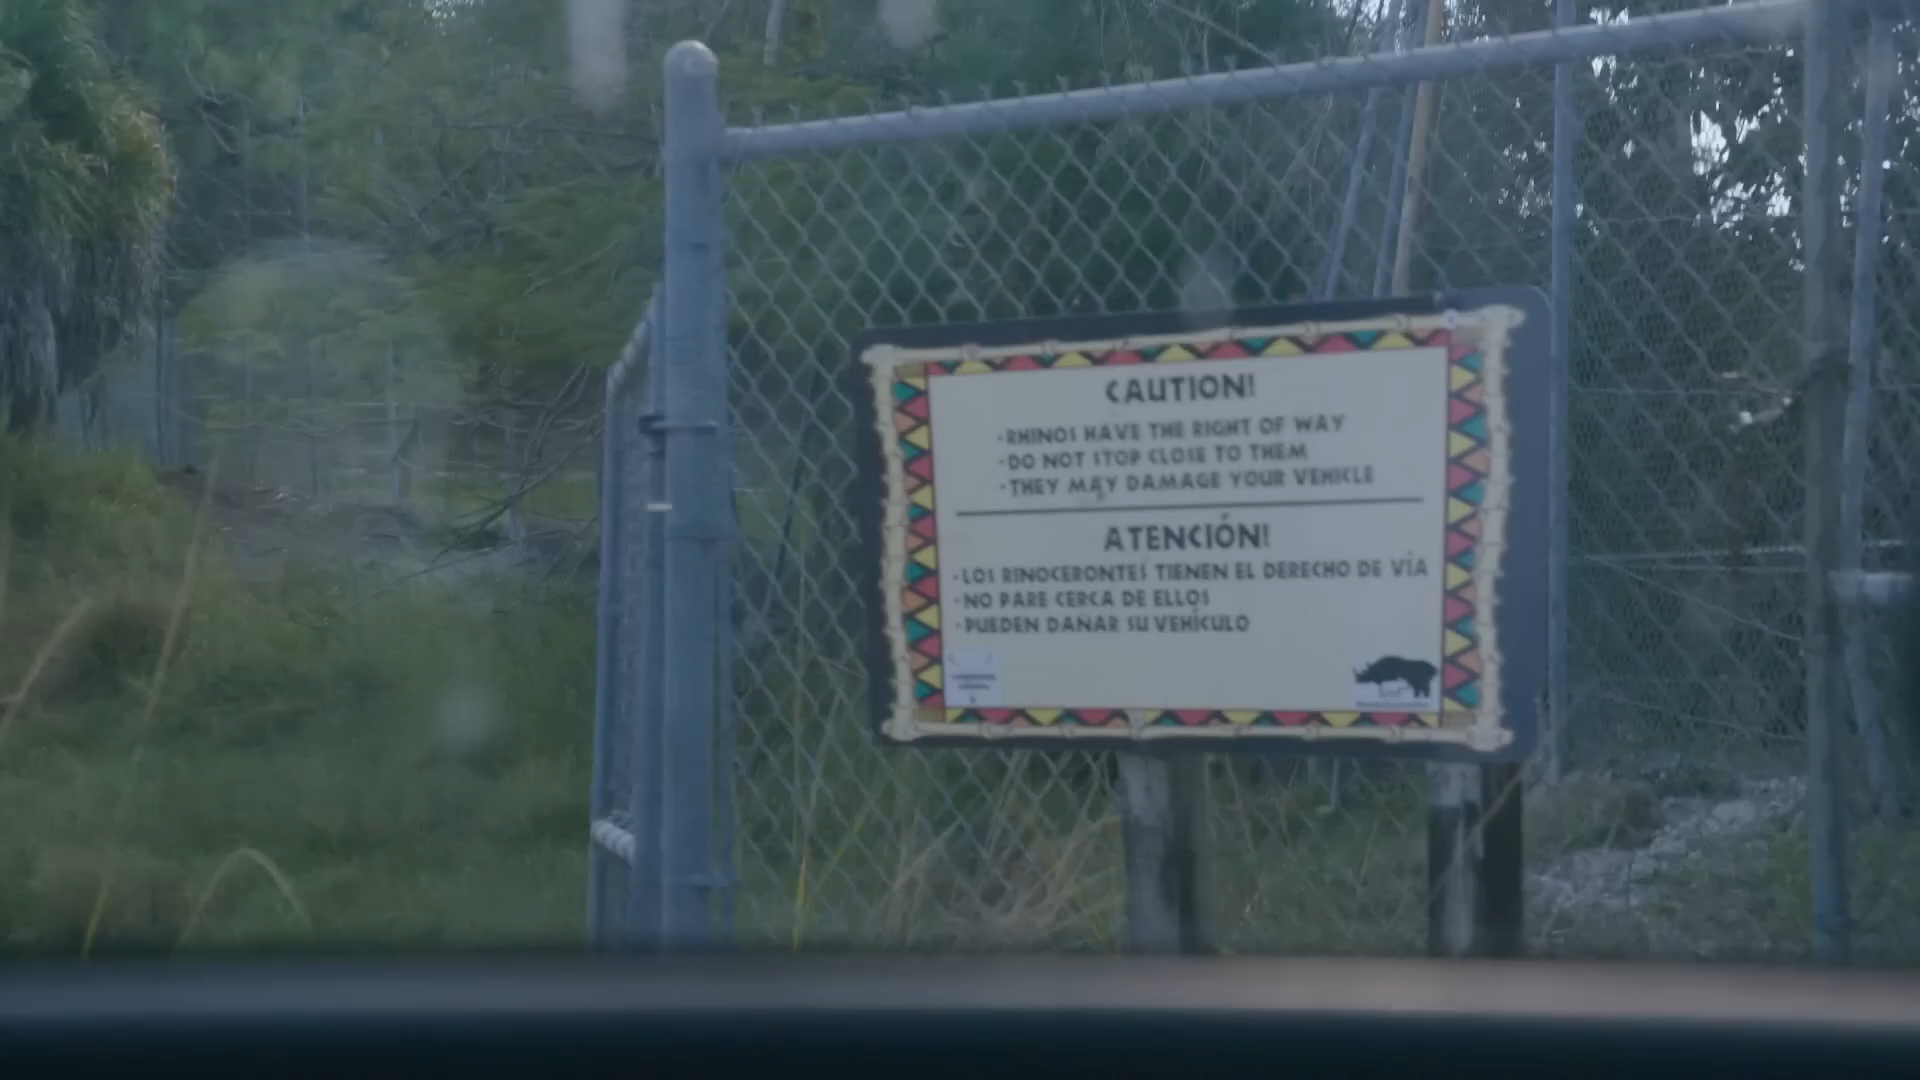 CAUTION!
·RHINOS HAVE THE RIGHT OF WAY
·DO NOT STOP CLOSE TO THEM
·THEY MAY DAMAGE YOUR VEHICLE
ATENCIÓN!
·LOS RINOCERONTES TIENEN EL DERECHO DE VÍA
·NO PARE CERCA DE ELLOS
·PUEDEN DAÑAR SU VEHÍCULO